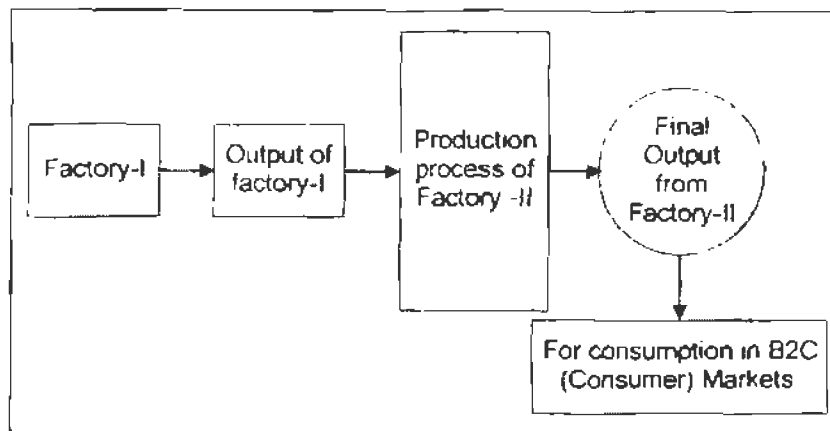 Factory-I
Output of
factory-I
Production
process of
Factory -II
Final
Output
from
Factory-II
For consumption in B2C
(Consumer) Markets